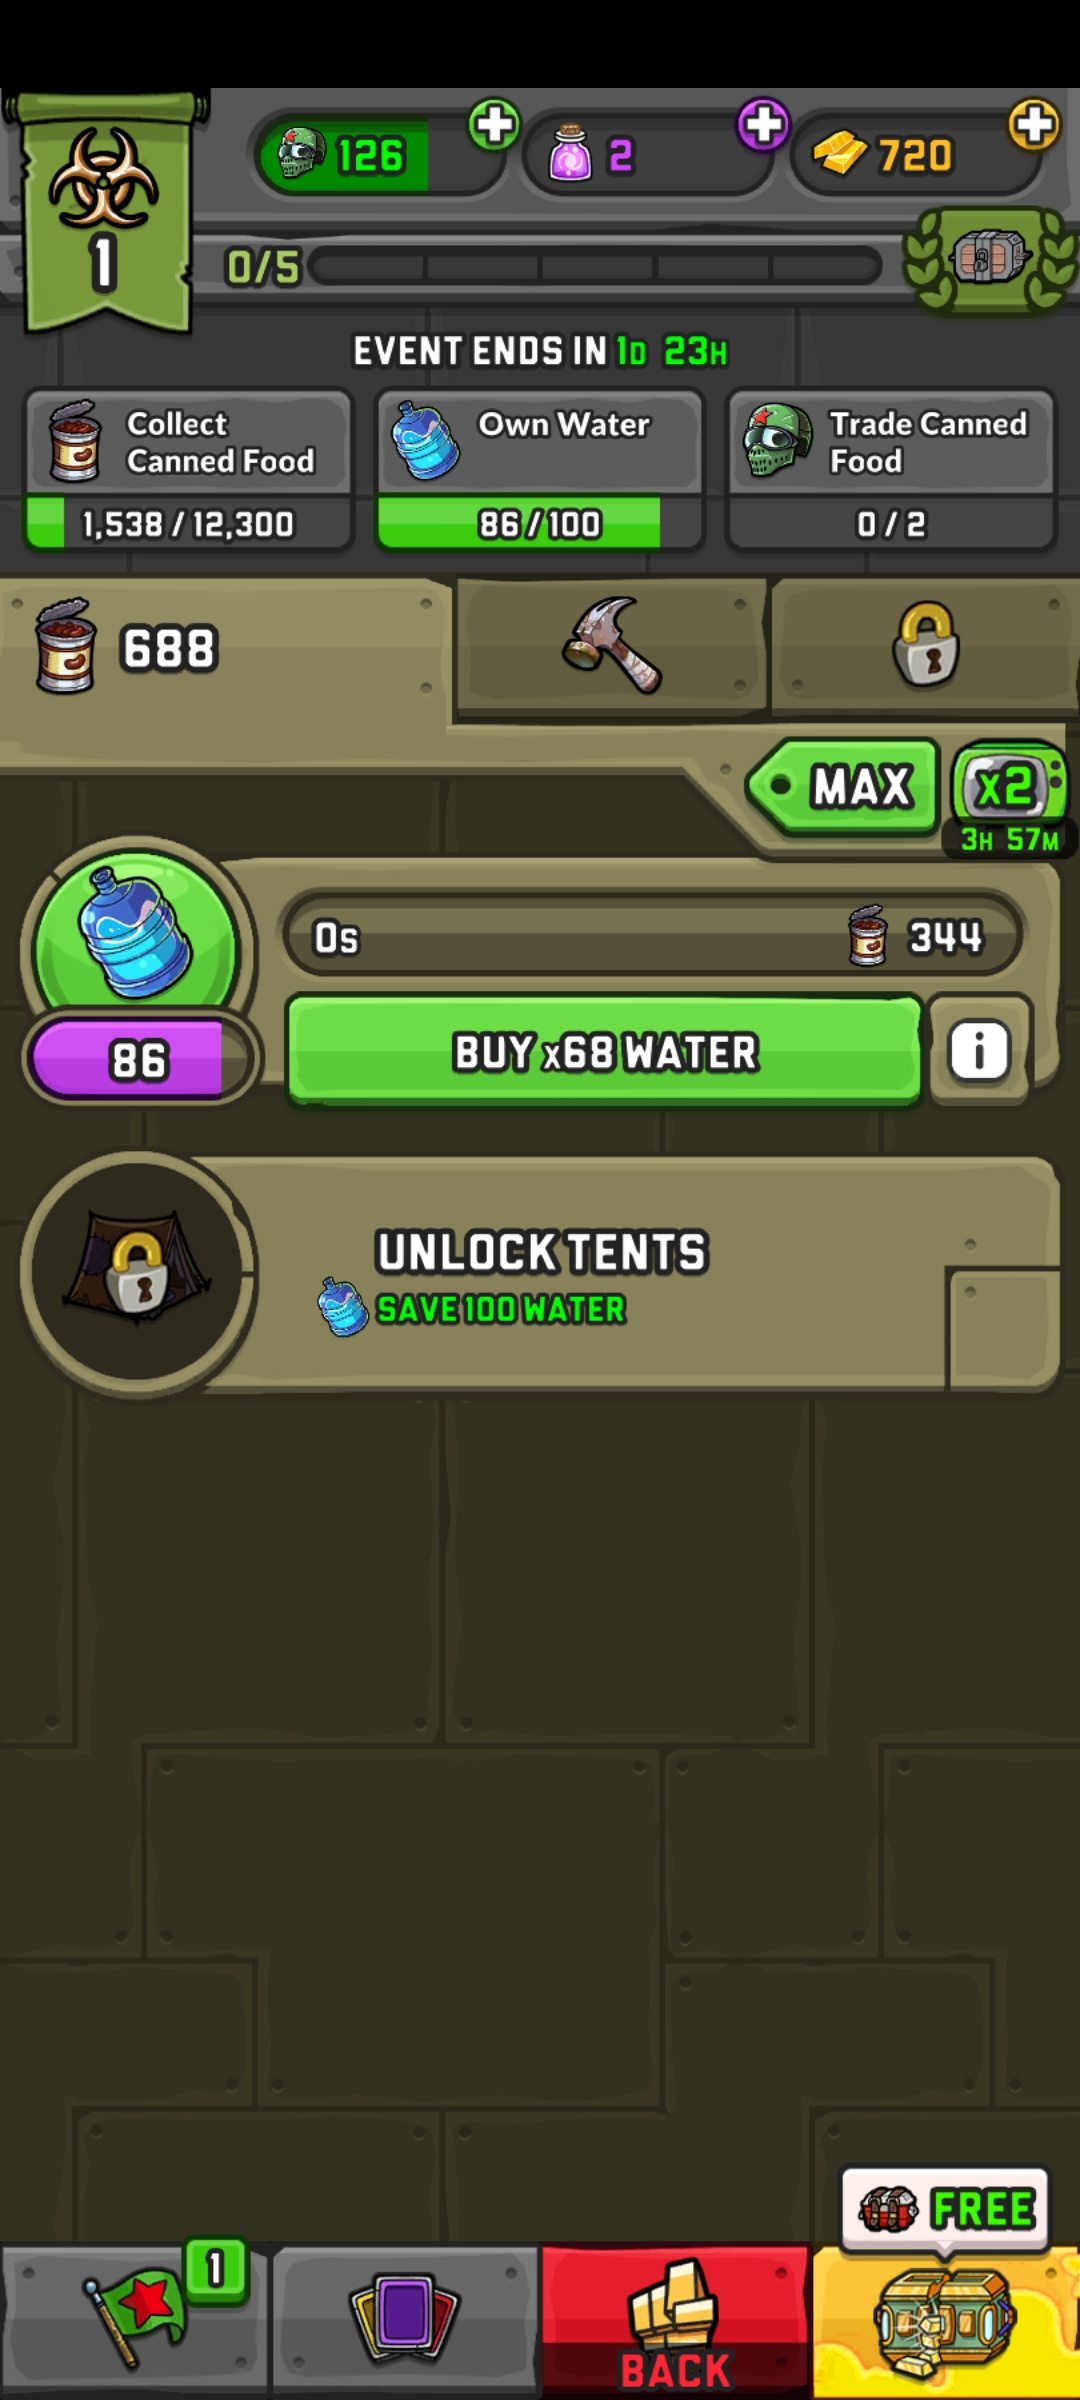 126
2
720
1
0/5
EVENT ENDS IN 1D 23H
Collect
Canned Food
1,538 / 12,300
Own Water
86 / 100
Trade Canned
Food
0 / 2
688
MAX
x2
3H 57M
0s
344
86
BUY x68 WATER
i
UNLOCK TENTS
SAVE 100 WATER
FREE
1
BACK